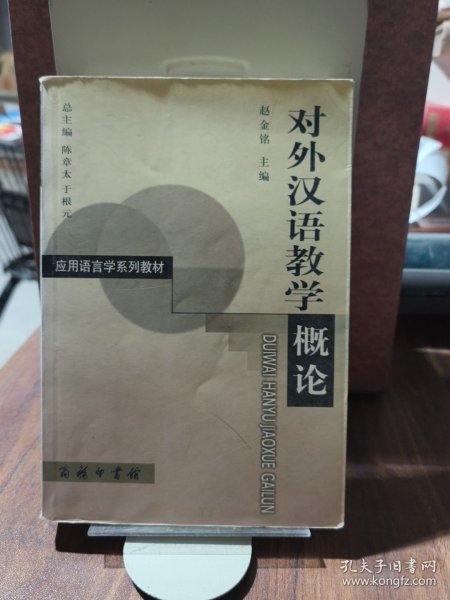 对外汉语教学
概论
DUIWAI HANYU JIAOXUE GAILUN
赵金铭 主编
总主编 陈章太 于根元
应用语言学系列教材
商务印书馆
孔夫子旧书网
www.kongfz.com